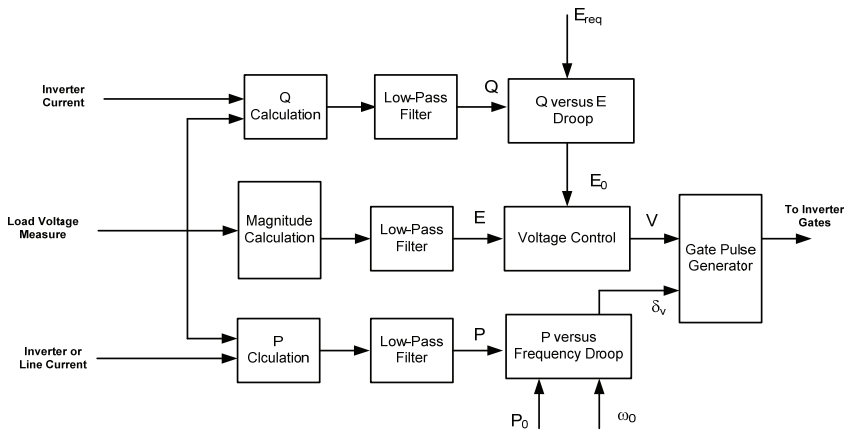 E_req
Inverter
Current
Q
Calculation
Low-Pass
Filter
Q
Q versus E
Droop
E_0
Load Voltage
Measure
Magnitude
Calculation
Low-Pass
Filter
E
Voltage Control
V
Gate Pulse
Generator
To Inverter
Gates
δ_v
Inverter or
Line Current
P
Clculation
Low-Pass
Filter
P
P versus
Frequency Droop
P_0
ω_0